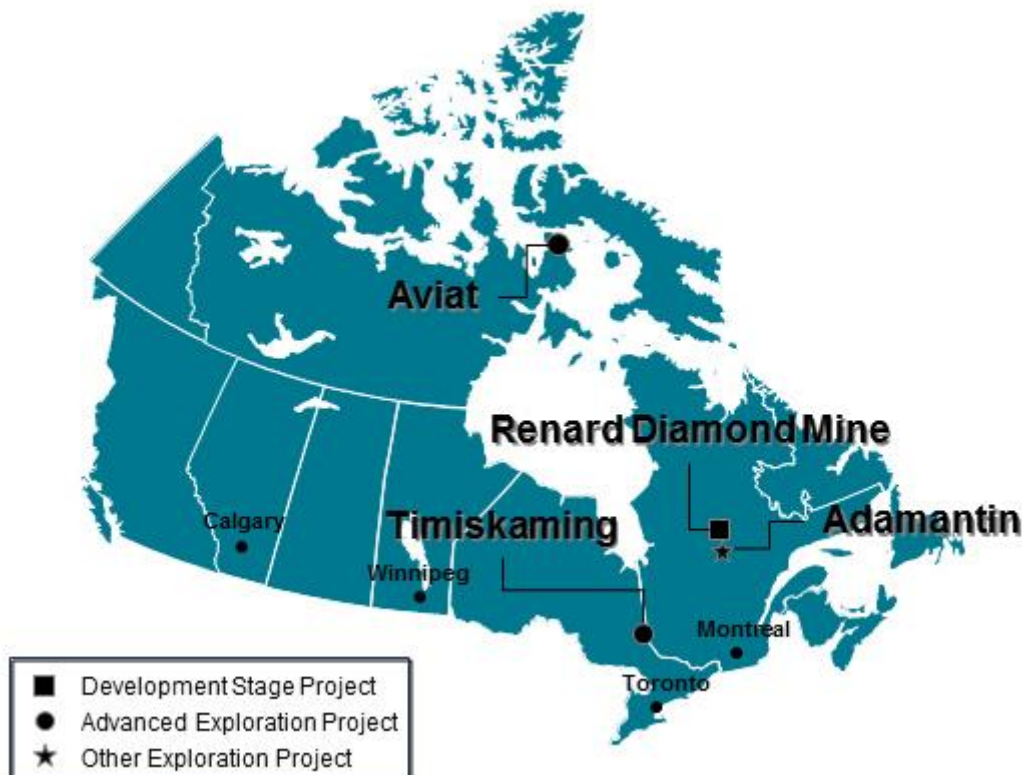 Aviat
Renard Diamond Mine
Timiskaming
Adamantin
Calgary
Winnipeg
Montreal
Toronto
Development Stage Project
Advanced Exploration Project
Other Exploration Project